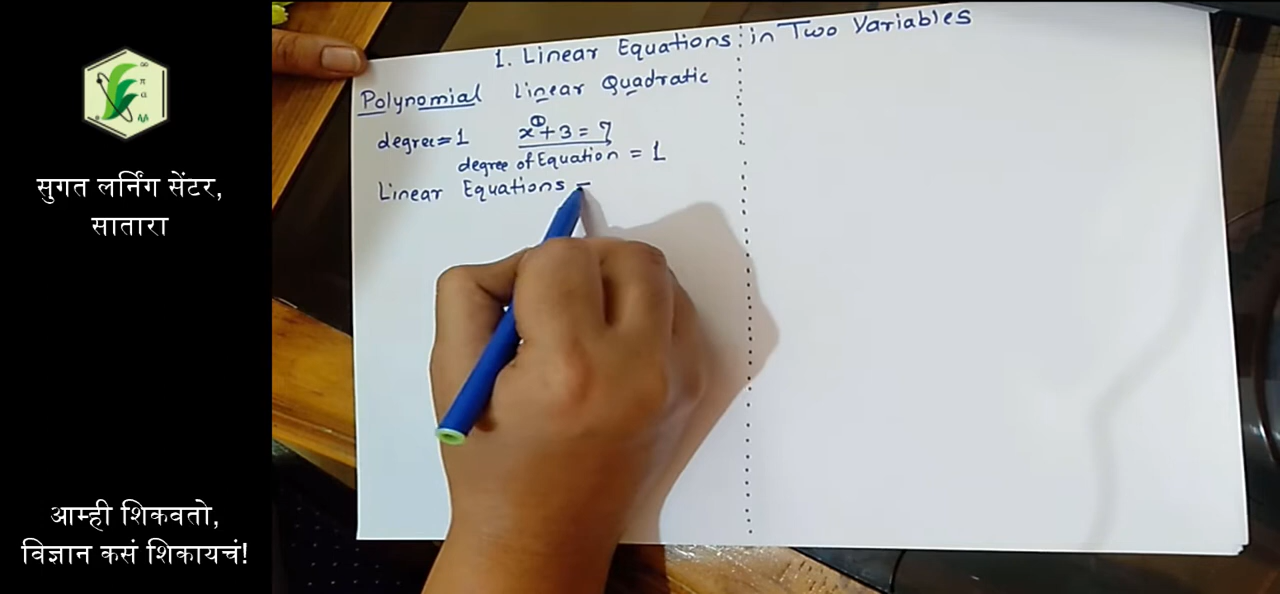 सुगत लर्निंग सेंटर,
सातारा
आम्ही शिकवतो,
विज्ञान कसं शिकायचं!
1. Linear Equations in Two Variables
Polynomial Linear Quadratic
degree = 1 x¹ + 3 = 7
degree of Equation = 1
Linear Equations =